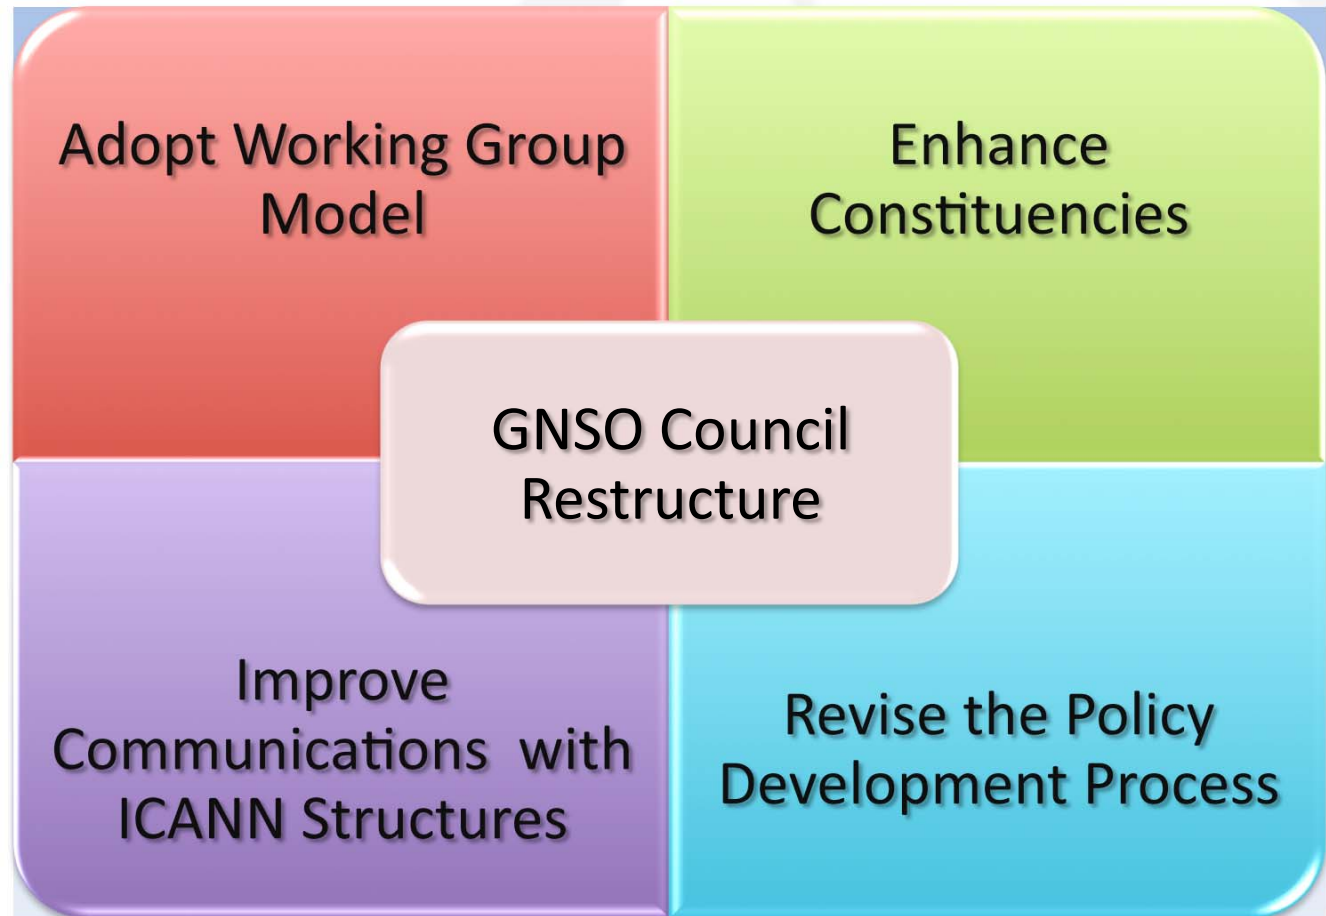 Adopt Working Group
Model
Enhance
Constituencies
GNSO Council
Restructure
Improve
Communications with
ICANN Structures
Revise the Policy
Development Process